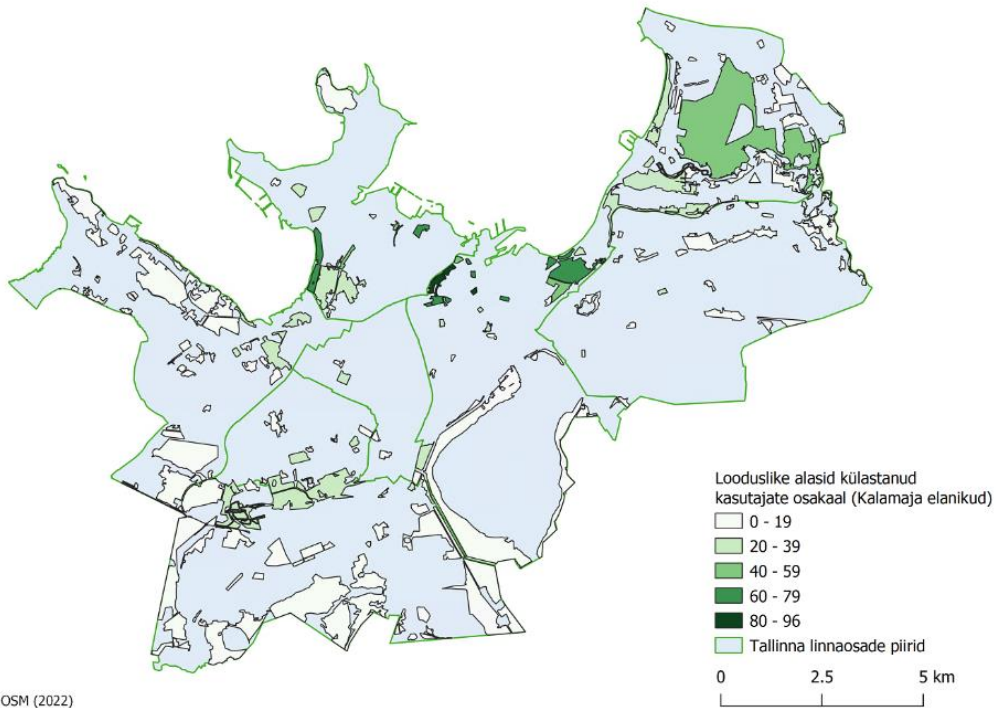 Looduslike alasid külastanud
kasutajate osakaal (Kalamaja elanikud)
0 - 19
20 - 39
40 - 59
60 - 79
80 - 96
Tallinna linnaosade piirid
0 2.5 5 km
OSM (2022)